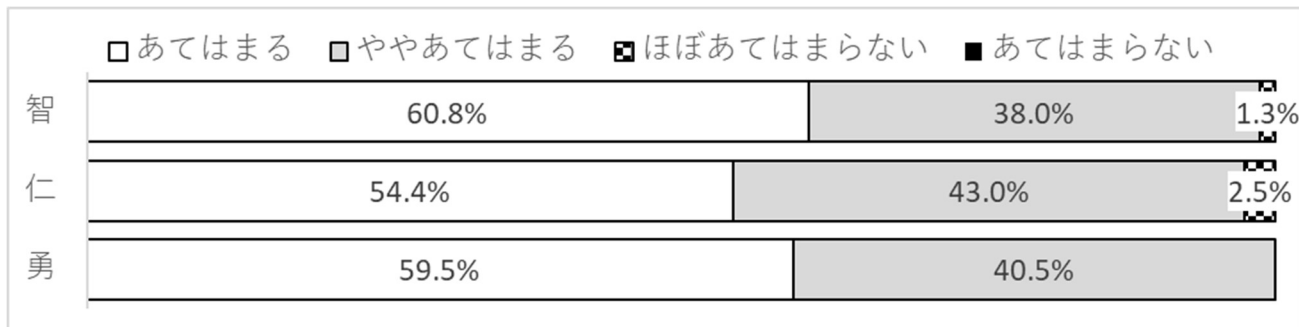 あてはまる ややあてはまる ほぼあてはまらない あてはまらない
智 60.8% 38.0% 1.3%
仁 54.4% 43.0% 2.5%
勇 59.5% 40.5%